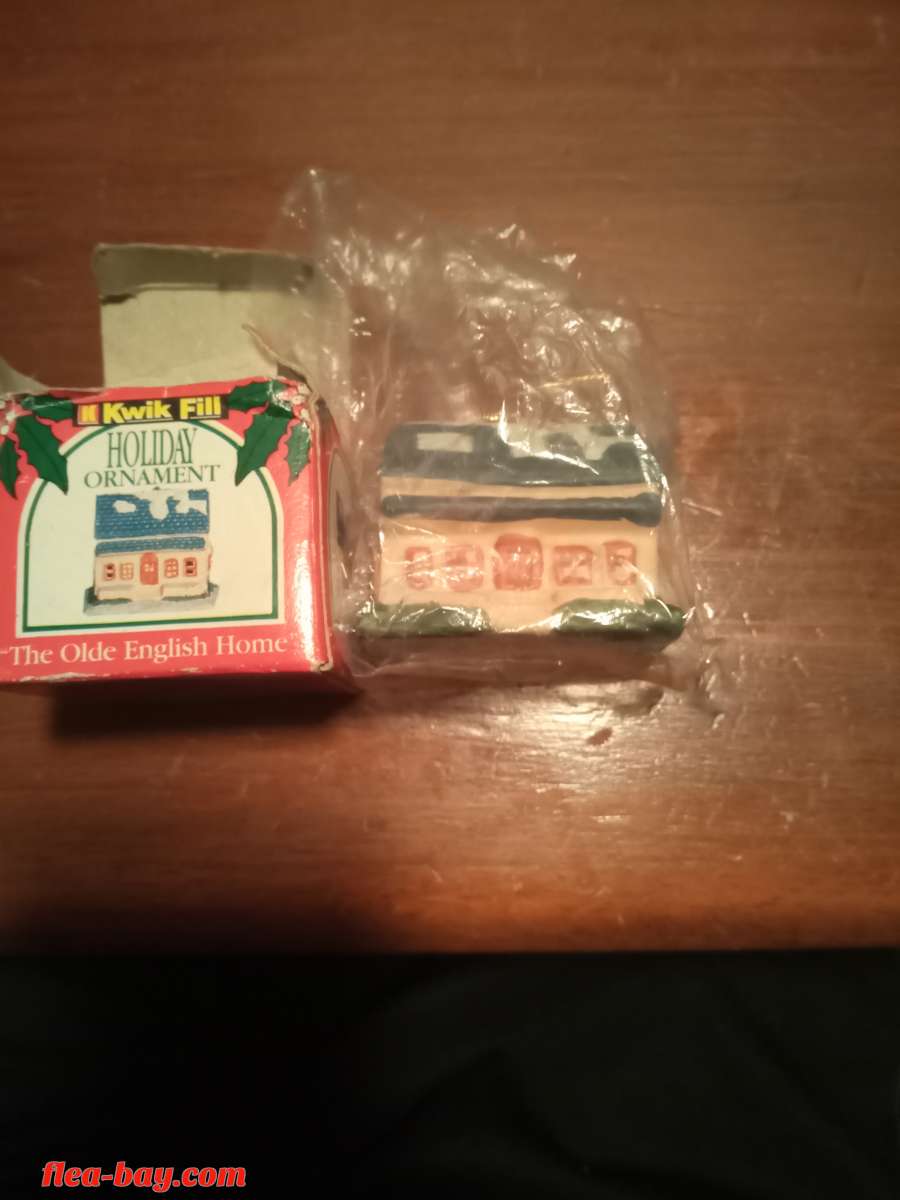 K Kwik Fill
HOLIDAY
ORNAMENT
"The Olde English Home"
flea-bay.com